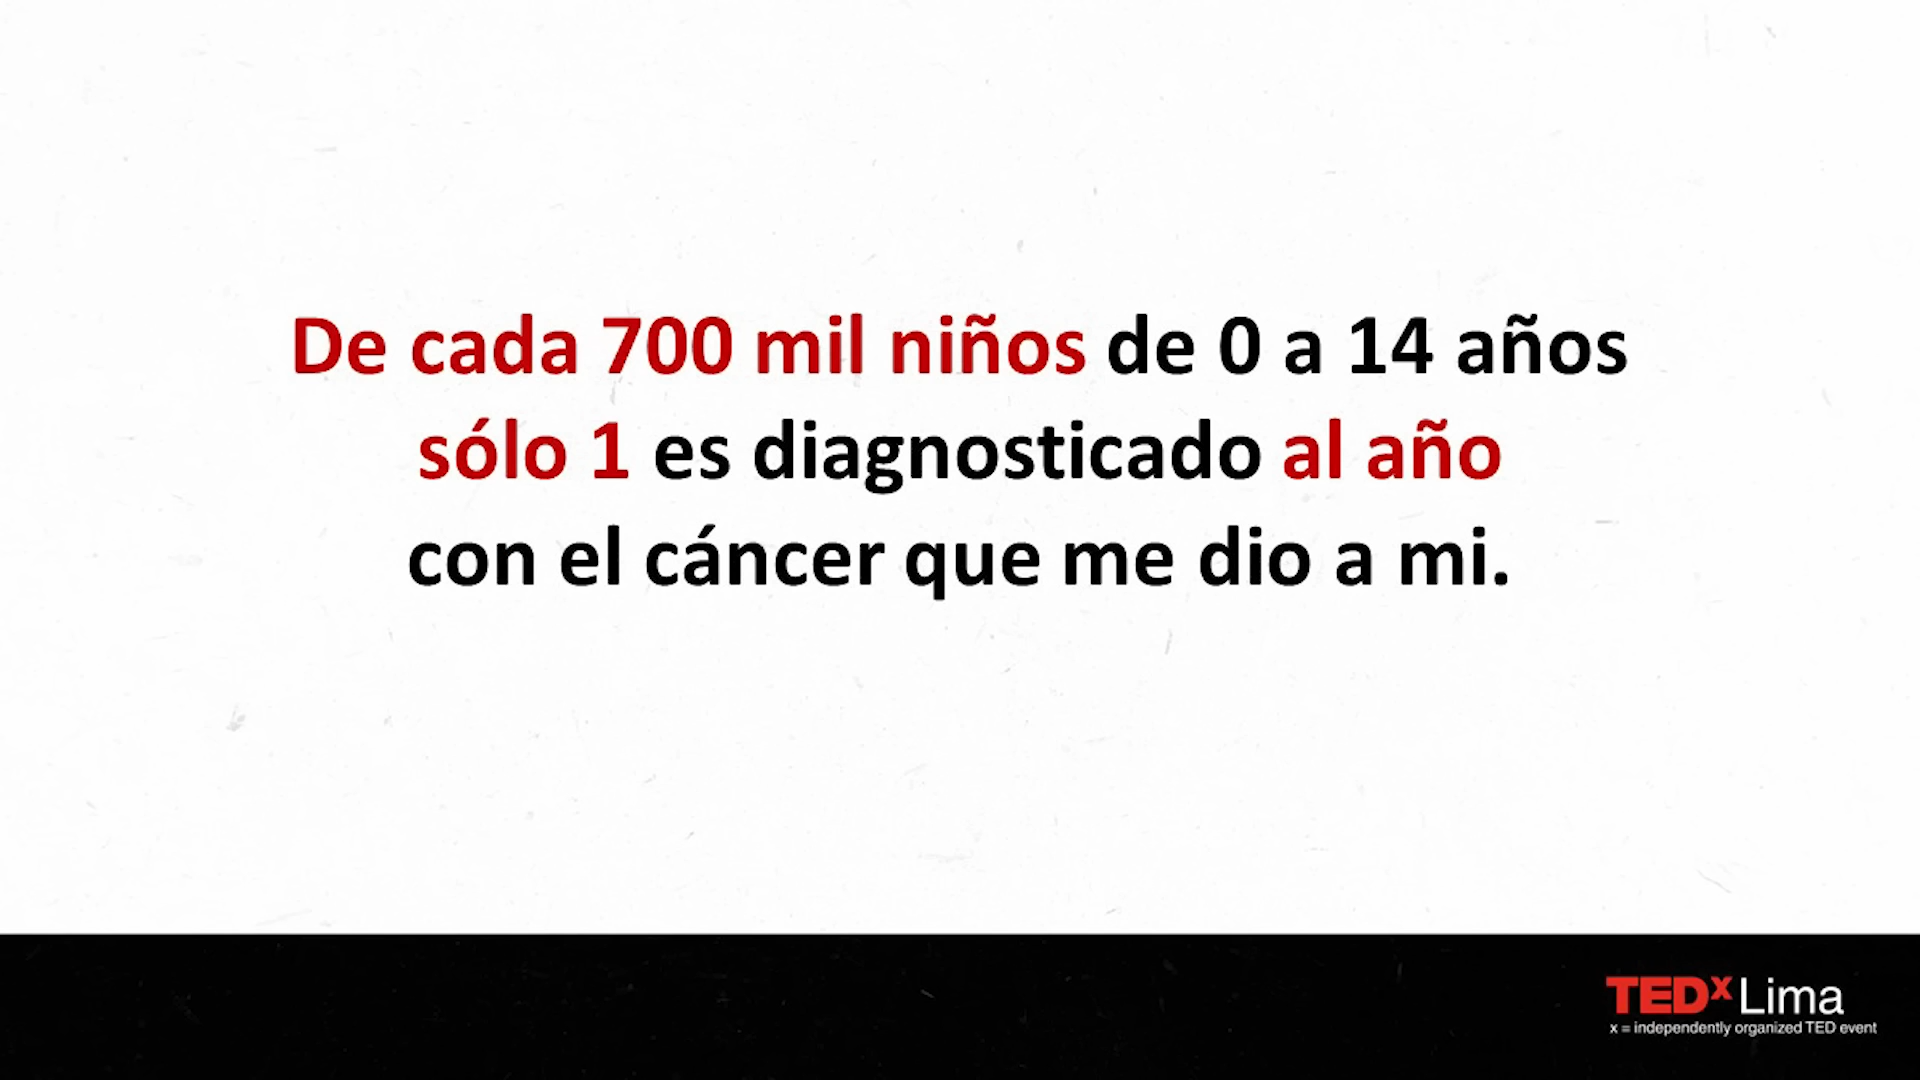 De cada 700 mil niños de 0 a 14 años
sólo 1 es diagnosticado al año
con el cáncer que me dio a mi.
TEDx Lima
x = independently organized TED event